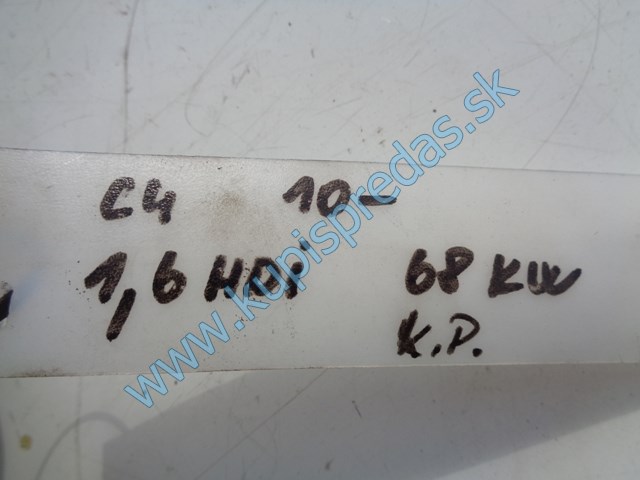 C4 10-
1,6 HDi 68 KW
K.P.
www.kupispredas.sk